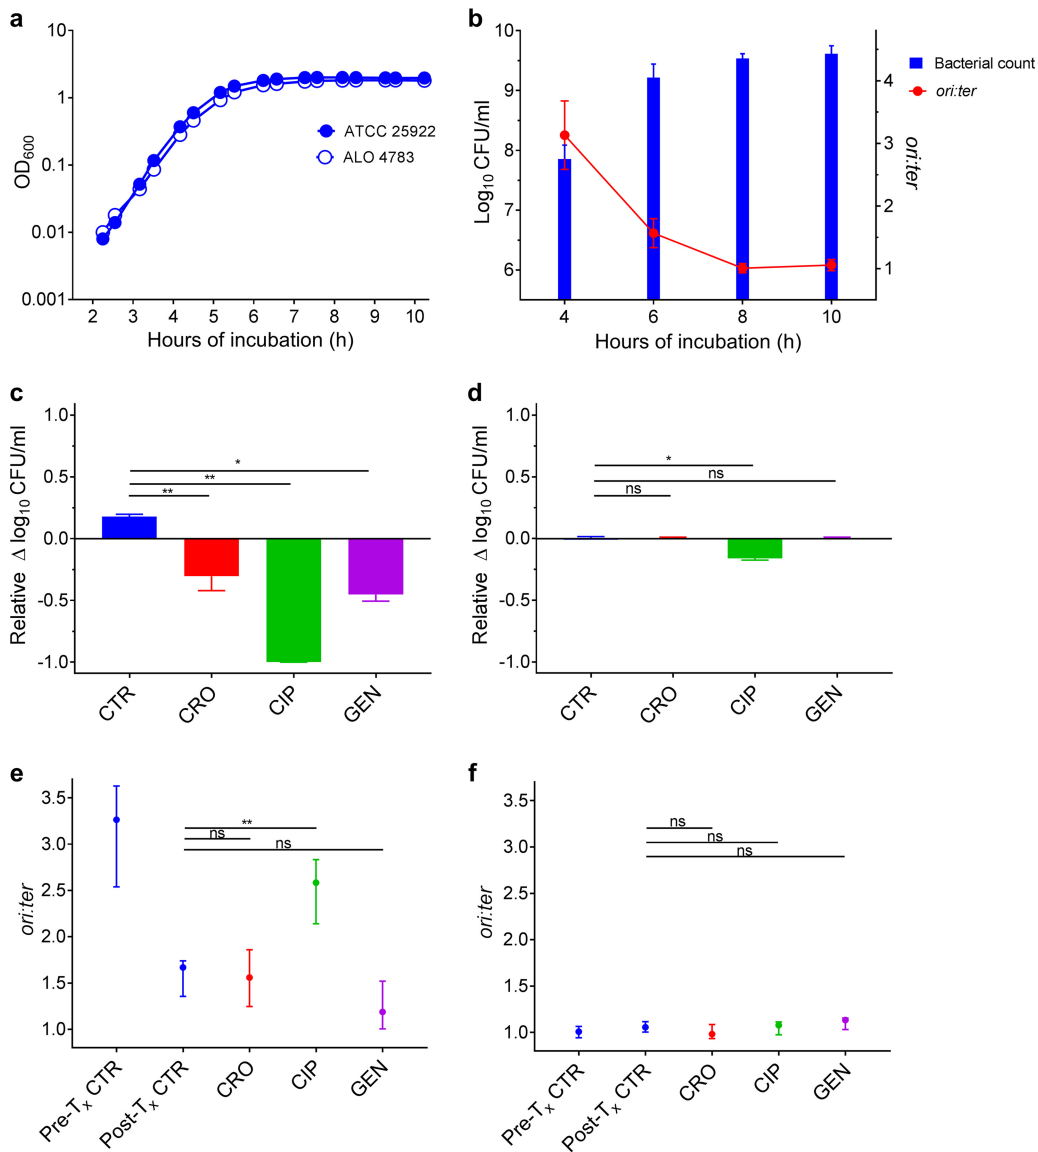 a
10
1
0.1
0.01
0.001
OD600
ATCC 25922
ALO 4783
2 3 4 5 6 7 8 9 10
Hours of incubation (h)
b
10
9
8
7
6
Log10 CFU/ml
4
3
2
1
ori:ter
Bacterial count
ori:ter
4 6 8 10
Hours of incubation (h)
c
1.0
0.5
0.0
-0.5
-1.0
Relative Δ log10 CFU/ml
*
**
**
CTR CRO CIP GEN
d
1.0
0.5
0.0
-0.5
-1.0
Relative Δ log10 CFU/ml
*
ns
ns
CTR CRO CIP GEN
e
3.5
3.0
2.5
2.0
1.5
1.0
ori:ter
**
ns
ns
Pre-Tx CTR Post-Tx CTR CRO CIP GEN
f
3.5
3.0
2.5
2.0
1.5
1.0
ori:ter
ns
ns
ns
Pre-Tx CTR Post-Tx CTR CRO CIP GEN